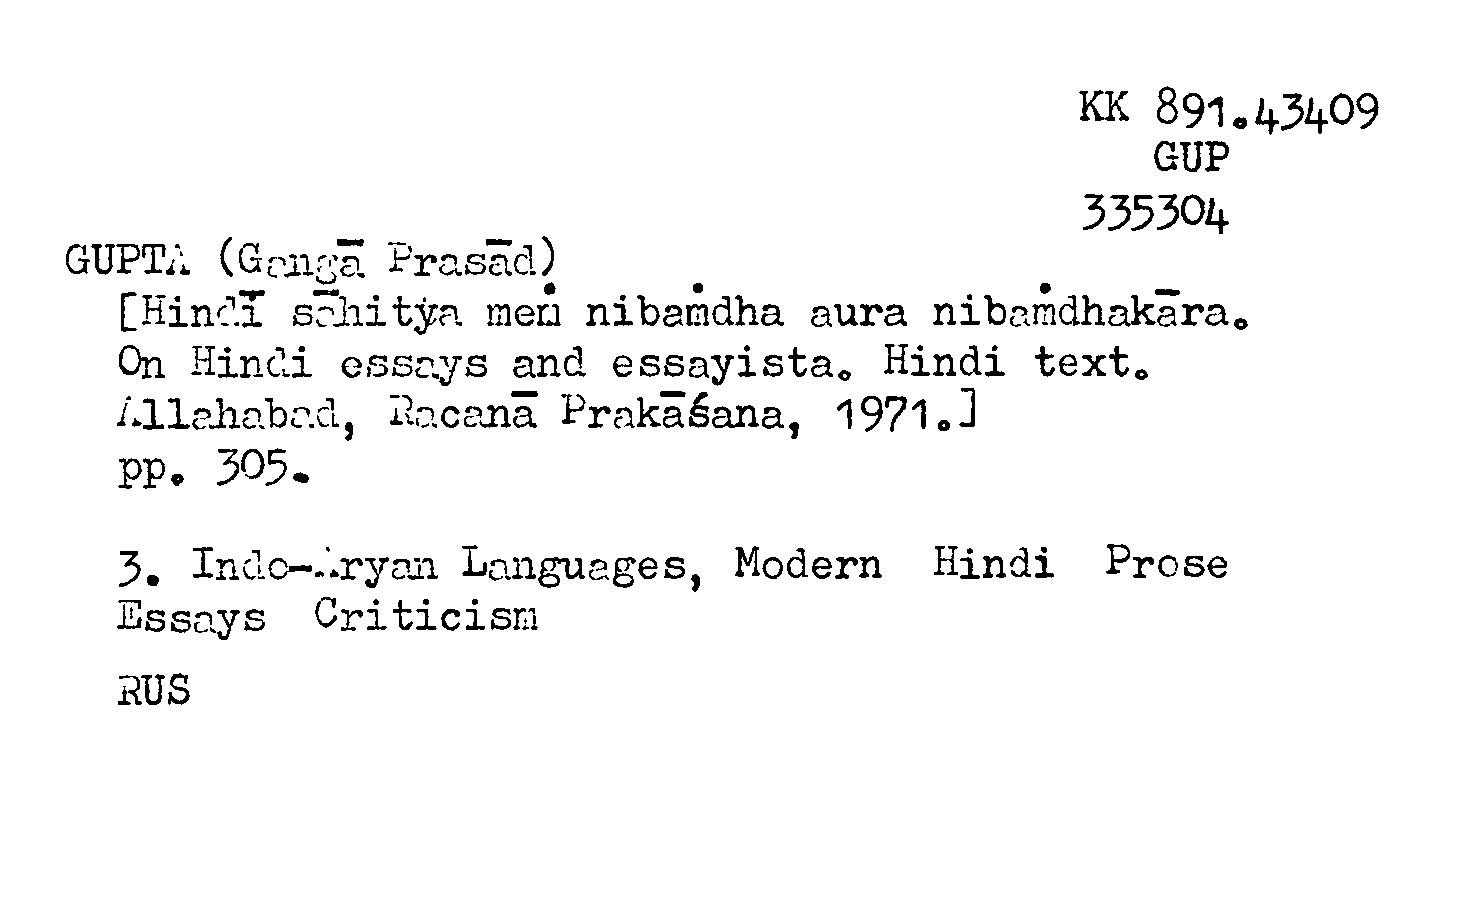 KK 891.43409
GUP
335304
GUPTA (Gangā Prasād)
[Hindī sāhitya meṅ nibaṁdha aura nibaṁdhakāra.
On Hindi essays and essayista. Hindi text.
Allahabad, Racanā Prakāśana, 1971.]
pp. 305.
3. Indo-Aryan Languages, Modern Hindi Prose
Essays Criticism
RUS